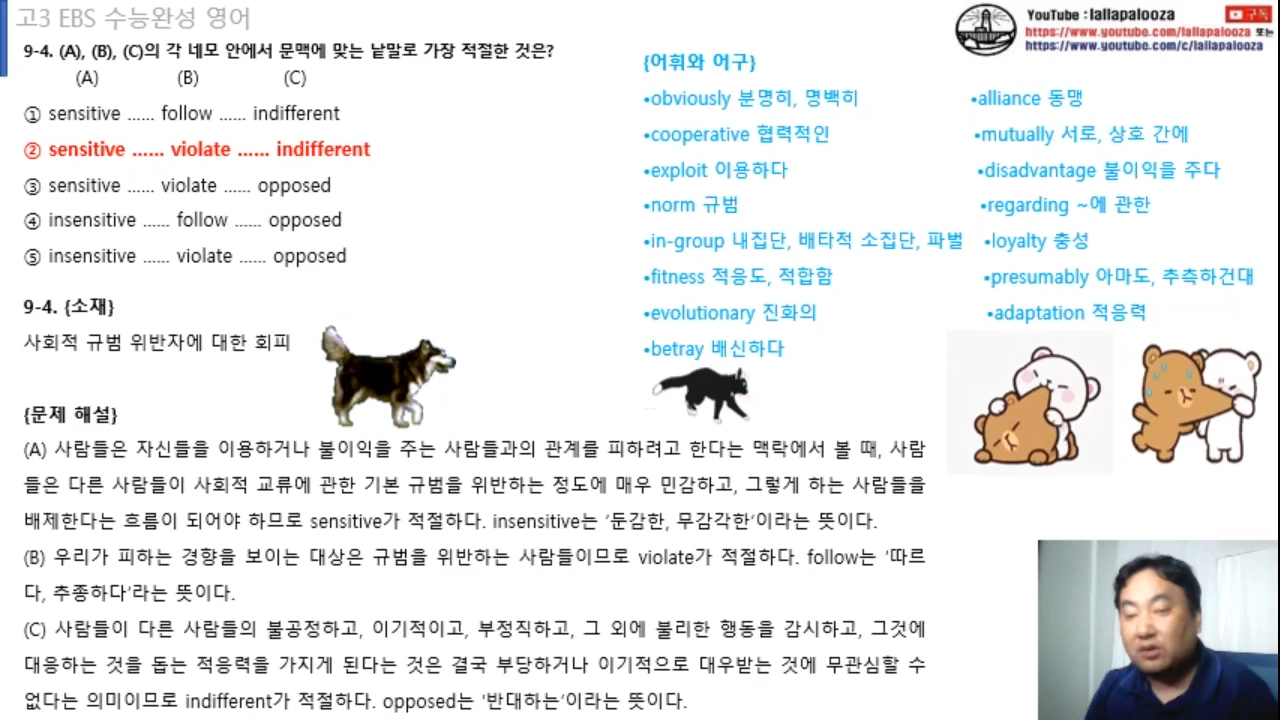 고3 EBS 수능완성 영어
YouTube : lallapalooza
구독
https://www.youtube.com/lallapalooza 또는
https://www.youtube.com/c/lallapalooza
9-4. (A), (B), (C)의 각 네모 안에서 문맥에 맞는 낱말로 가장 적절한 것은?
(A) (B) (C)
① sensitive ...... follow ...... indifferent
② sensitive ...... violate ...... indifferent
③ sensitive ...... violate ...... opposed
④ insensitive ...... follow ...... opposed
⑤ insensitive ...... violate ...... opposed
9-4. {소재}
사회적 규범 위반자에 대한 회피
{어휘와 어구}
•obviously 분명히, 명백히
•cooperative 협력적인
•exploit 이용하다
•norm 규범
•in-group 내집단, 배타적 소집단, 파벌
•fitness 적응도, 적합함
•evolutionary 진화의
•betray 배신하다
•alliance 동맹
•mutually 서로, 상호 간에
•disadvantage 불이익을 주다
•regarding ~에 관한
•loyalty 충성
•presumably 아마도, 추측하건대
•adaptation 적응력
{문제 해설}
(A) 사람들은 자신들을 이용하거나 불이익을 주는 사람들과의 관계를 피하려고 한다는 맥락에서 볼 때, 사람
들은 다른 사람들이 사회적 교류에 관한 기본 규범을 위반하는 정도에 매우 민감하고, 그렇게 하는 사람들을
배제한다는 흐름이 되어야 하므로 sensitive가 적절하다. insensitive는 ‘둔감한, 무감각한’이라는 뜻이다.
(B) 우리가 피하는 경향을 보이는 대상은 규범을 위반하는 사람들이므로 violate가 적절하다. follow는 ‘따르
다, 추종하다’라는 뜻이다.
(C) 사람들이 다른 사람들의 불공정하고, 이기적이고, 부정직하고, 그 외에 불리한 행동을 감시하고, 그것에
대응하는 것을 돕는 적응력을 가지게 된다는 것은 결국 부당하거나 이기적으로 대우받는 것에 무관심할 수
없다는 의미이므로 indifferent가 적절하다. opposed는 ‘반대하는’이라는 뜻이다.